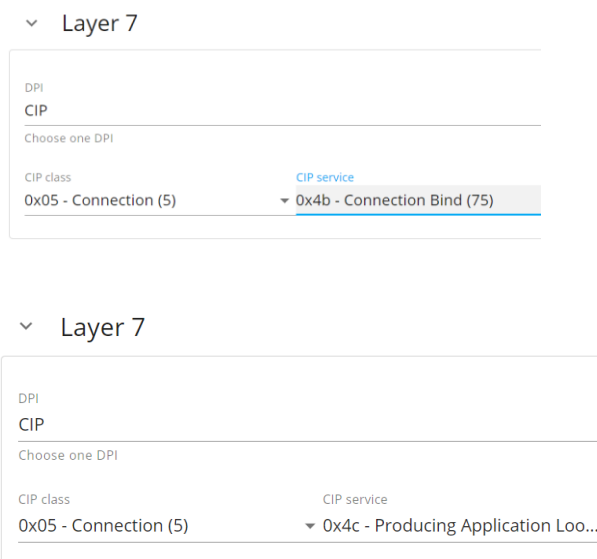 Layer 7
DPI
CIP
Choose one DPI
CIP class CIP service
0x05 - Connection (5) 0x4b - Connection Bind (75)
Layer 7
DPI
CIP
Choose one DPI
CIP class CIP service
0x05 - Connection (5) 0x4c - Producing Application Loo...